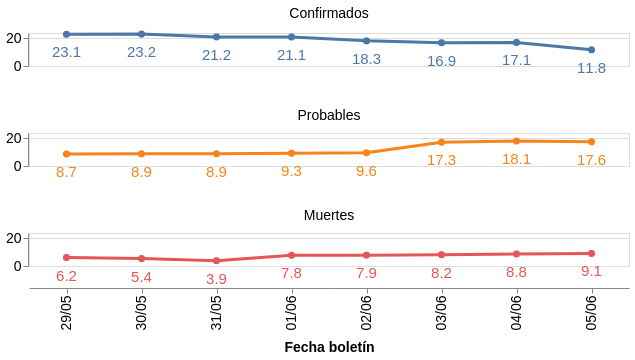 Confirmados
20
0
23.1 23.2 21.2 21.1 18.3 16.9 17.1 11.8
Probables
20
0
8.7 8.9 8.9 9.3 9.6 17.3 18.1 17.6
Muertes
20
0
6.2 5.4 3.9 7.8 7.9 8.2 8.8 9.1
29/05 30/05 31/05 01/06 02/06 03/06 04/06 05/06
Fecha boletín